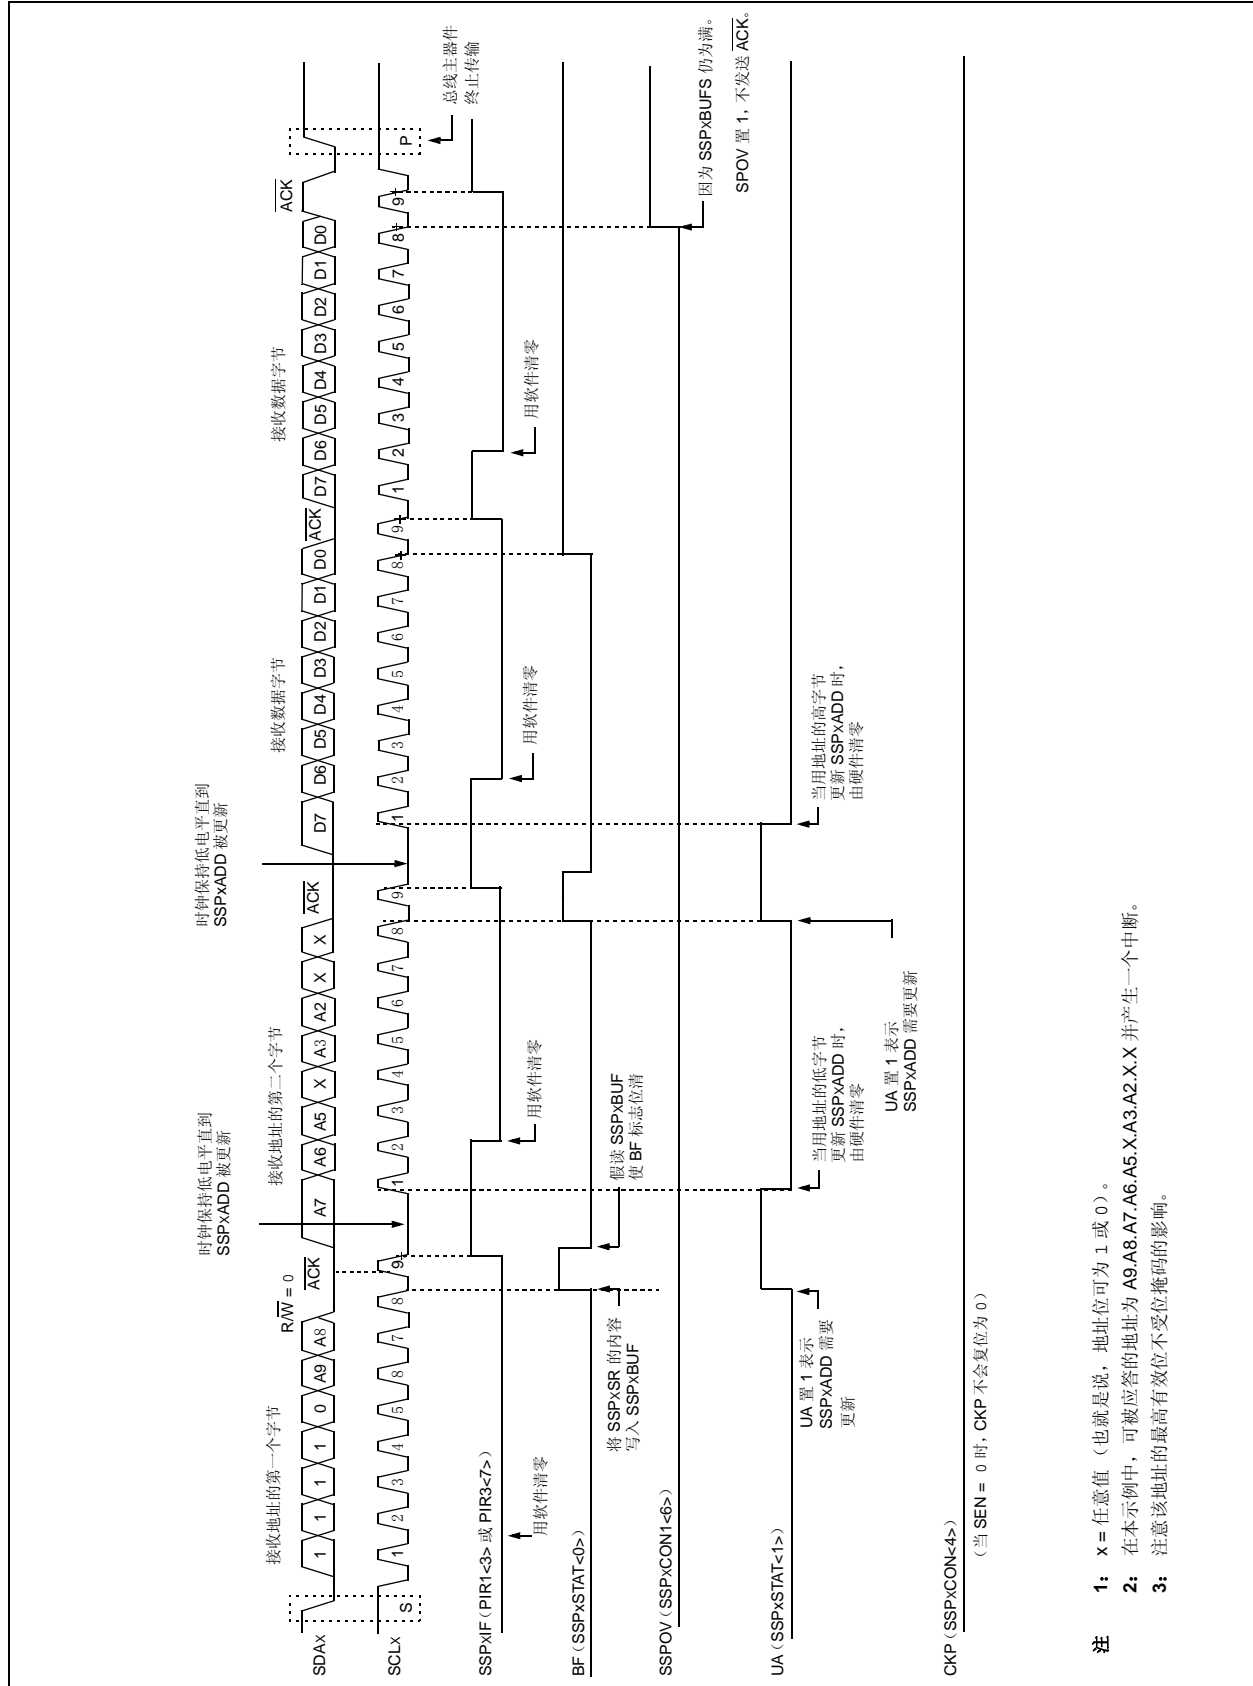 时钟保持低电平直到
SSPxADD 被更新
时钟保持低电平直到
SSPxADD 被更新
接收地址的第一个字节
R/W = 0
接收地址的第二个字节
接收数据字节
接收数据字节
ACK
SDAx
1 1 1 1 0 A9 A8 ACK A7 A6 A5 X A3 A2 X X ACK D7 D6 D5 D4 D3 D2 D1 D0 ACK D7 D6 D5 D4 D3 D2 D1 D0
SCLx
S 1 2 3 4 5 8 7 8 9 1 2 3 4 5 6 7 8 9 1 2 3 4 5 6 7 8 9 1 2 3 4 5 6 7 8 9 P
总线主器件
终止传输
SSPxIF（PIR1<3> 或 PIR3<7>）
用软件清零
用软件清零
用软件清零
用软件清零
BF（SSPxSTAT<0>）
将 SSPxSR 的内容
写入 SSPxBUF
假读 SSPxBUF
使 BF 标志位清
SSPOV（SSPxCON1<6>）
因为 SSPxBUFS 仍为满。
SPOV 置 1，不发送 ACK。
UA（SSPxSTAT<1>）
UA 置 1 表示
SSPxADD 需要
更新
当用地址的低字节
更新 SSPxADD 时，
由硬件清零
UA 置 1 表示
SSPxADD 需要更新
当用地址的高字节
更新 SSPxADD 时，
由硬件清零
CKP（SSPxCON<4>）
（当 SEN = 0 时，CKP 不会复位为 0）
注 1： x = 任意值（也就是说，地址位可为 1 或 0）。
2： 在本示例中，可被应答的地址为 A9.A8.A7.A6.A5.X.A3.A2.X.X 并产生一个中断。
3： 注意该地址的最高有效位不受位掩码的影响。